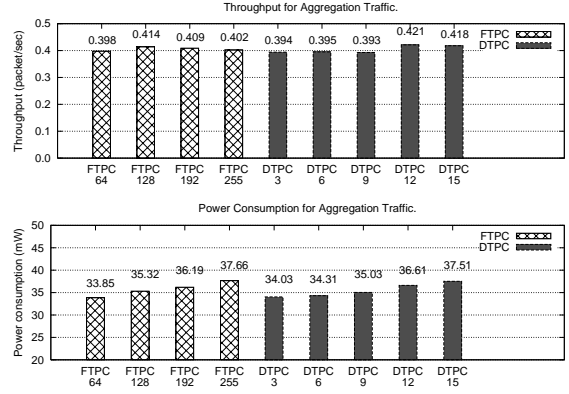 Throughput for Aggregation Traffic.
Throughput (packet/sec)
0.5
0.4
0.3
0.2
0.1
0.0
0.398 0.414 0.409 0.402 0.394 0.395 0.393 0.421 0.418
FTPC
DTPC
FTPC FTPC FTPC FTPC DTPC DTPC DTPC DTPC DTPC
64 128 192 255 3 6 9 12 15
Power Consumption for Aggregation Traffic.
Power consumption (mW)
50
45
40
35
30
25
20
33.85 35.32 36.19 37.66 34.03 34.31 35.03 36.61 37.51
FTPC
DTPC
FTPC FTPC FTPC FTPC DTPC DTPC DTPC DTPC DTPC
64 128 192 255 3 6 9 12 15